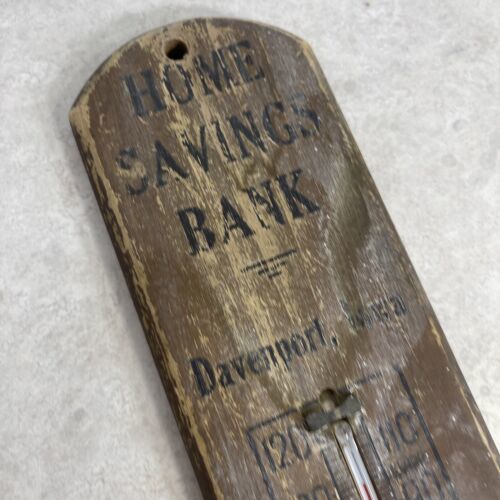 HOME
SAVINGS
BANK
Davenport, Iowa
120 110